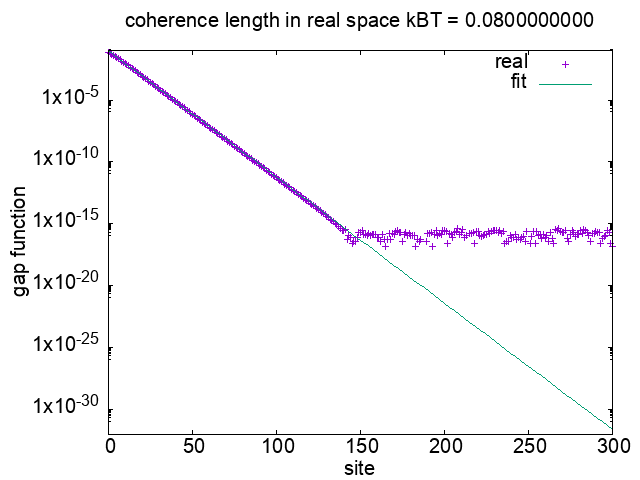 coherence length in real space kBT = 0.0800000000
real
fit
1x10^-5
1x10^-10
1x10^-15
1x10^-20
1x10^-25
1x10^-30
gap function
0 50 100 150 200 250 300
site